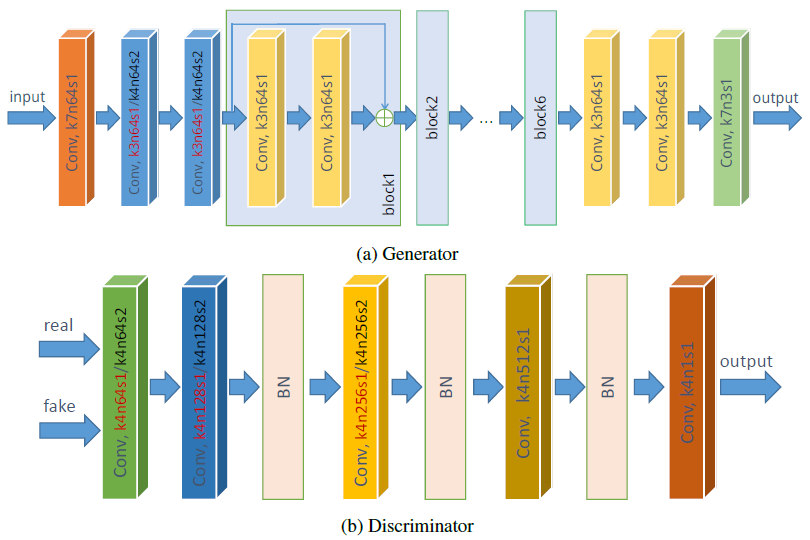 input
Conv, k7n64s1
Conv, k3n64s1/k4n64s2
Conv, k3n64s1/k4n64s2
Conv, k3n64s1
Conv, k3n64s1
block1
block2
...
block6
Conv, k3n64s1
Conv, k3n64s1
Conv, k7n3s1
output
(a) Generator
real
fake
Conv, k4n64s1/k4n64s2
Conv, k4n128s1/k4n128s2
BN
Conv, k4n256s1/k4n256s2
BN
Conv, k4n512s1
BN
Conv, k4n1s1
output
(b) Discriminator